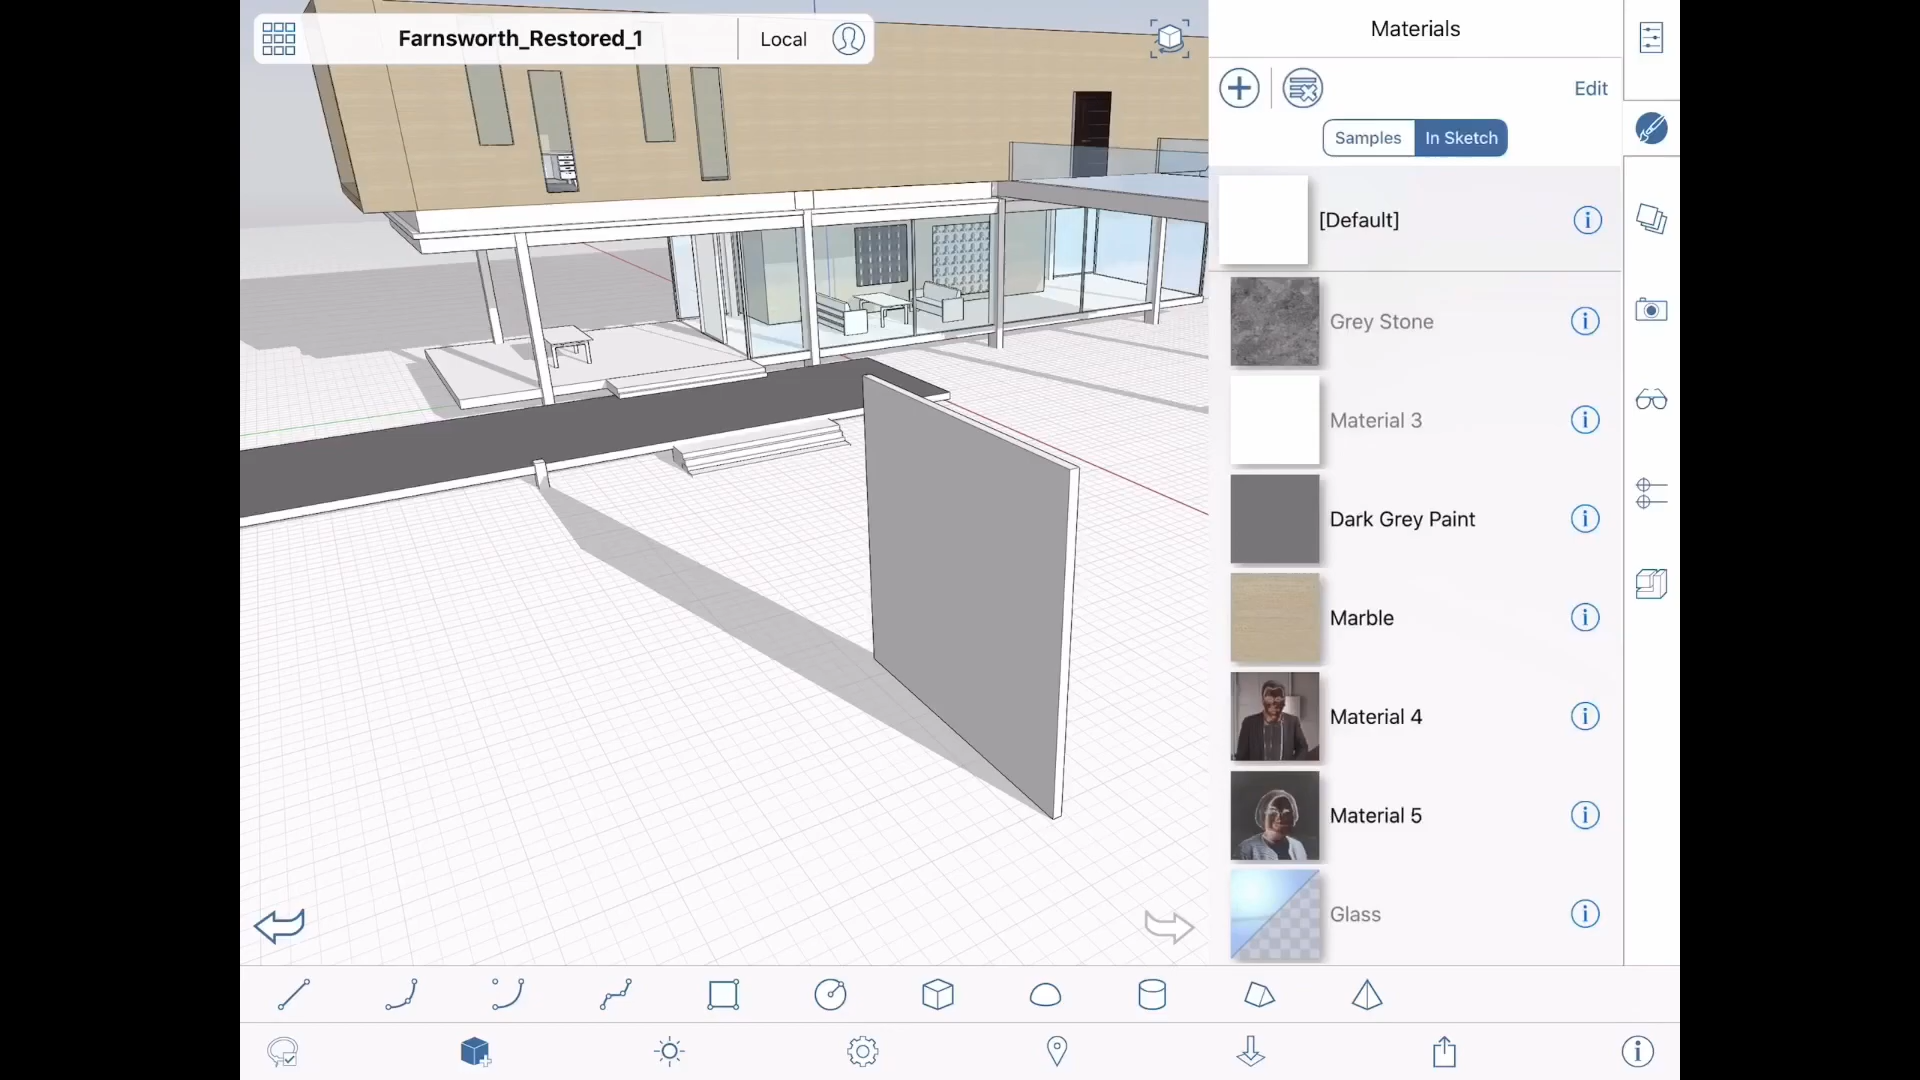 Farnsworth_Restored_1
Local
Materials
Edit
Samples
In Sketch
[Default]
Grey Stone
Material 3
Dark Grey Paint
Marble
Material 4
Material 5
Glass